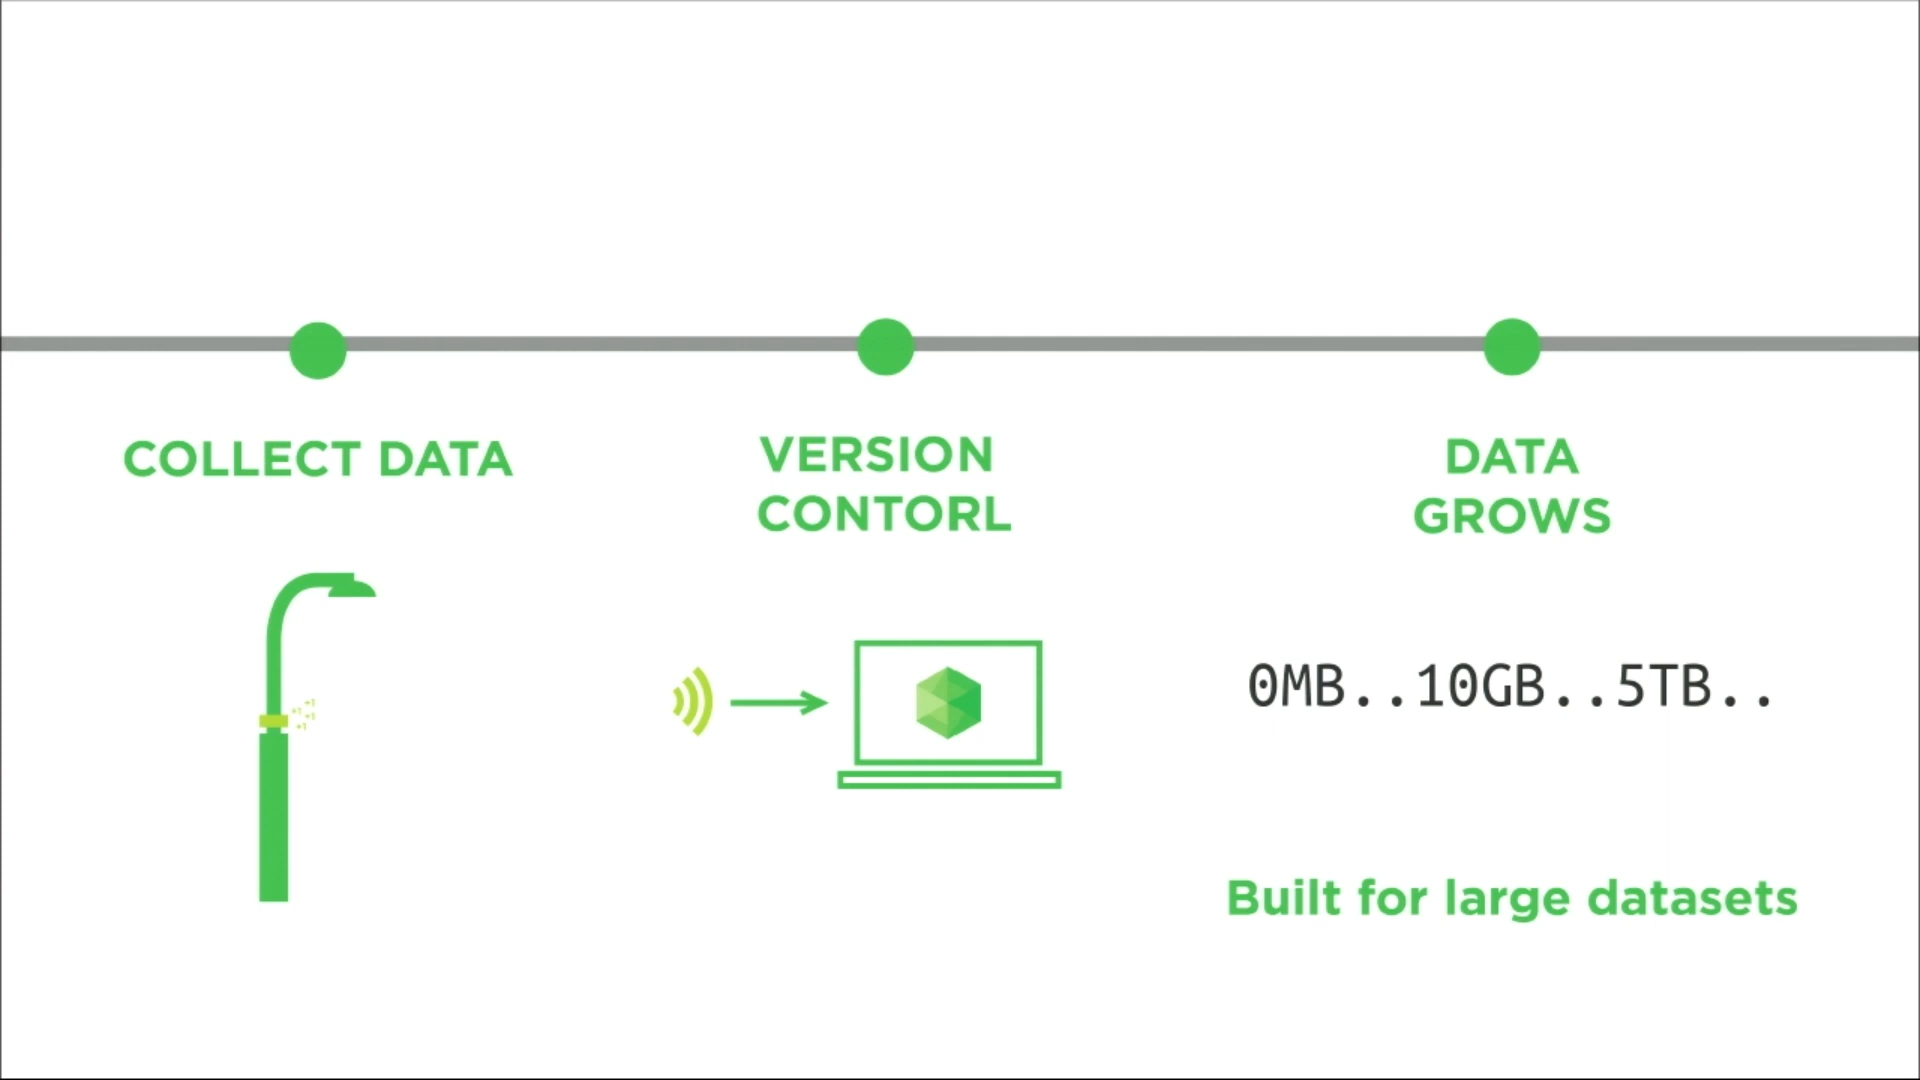 COLLECT DATA
VERSION
CONTORL
DATA
GROWS
0MB..10GB..5TB..
Built for large datasets